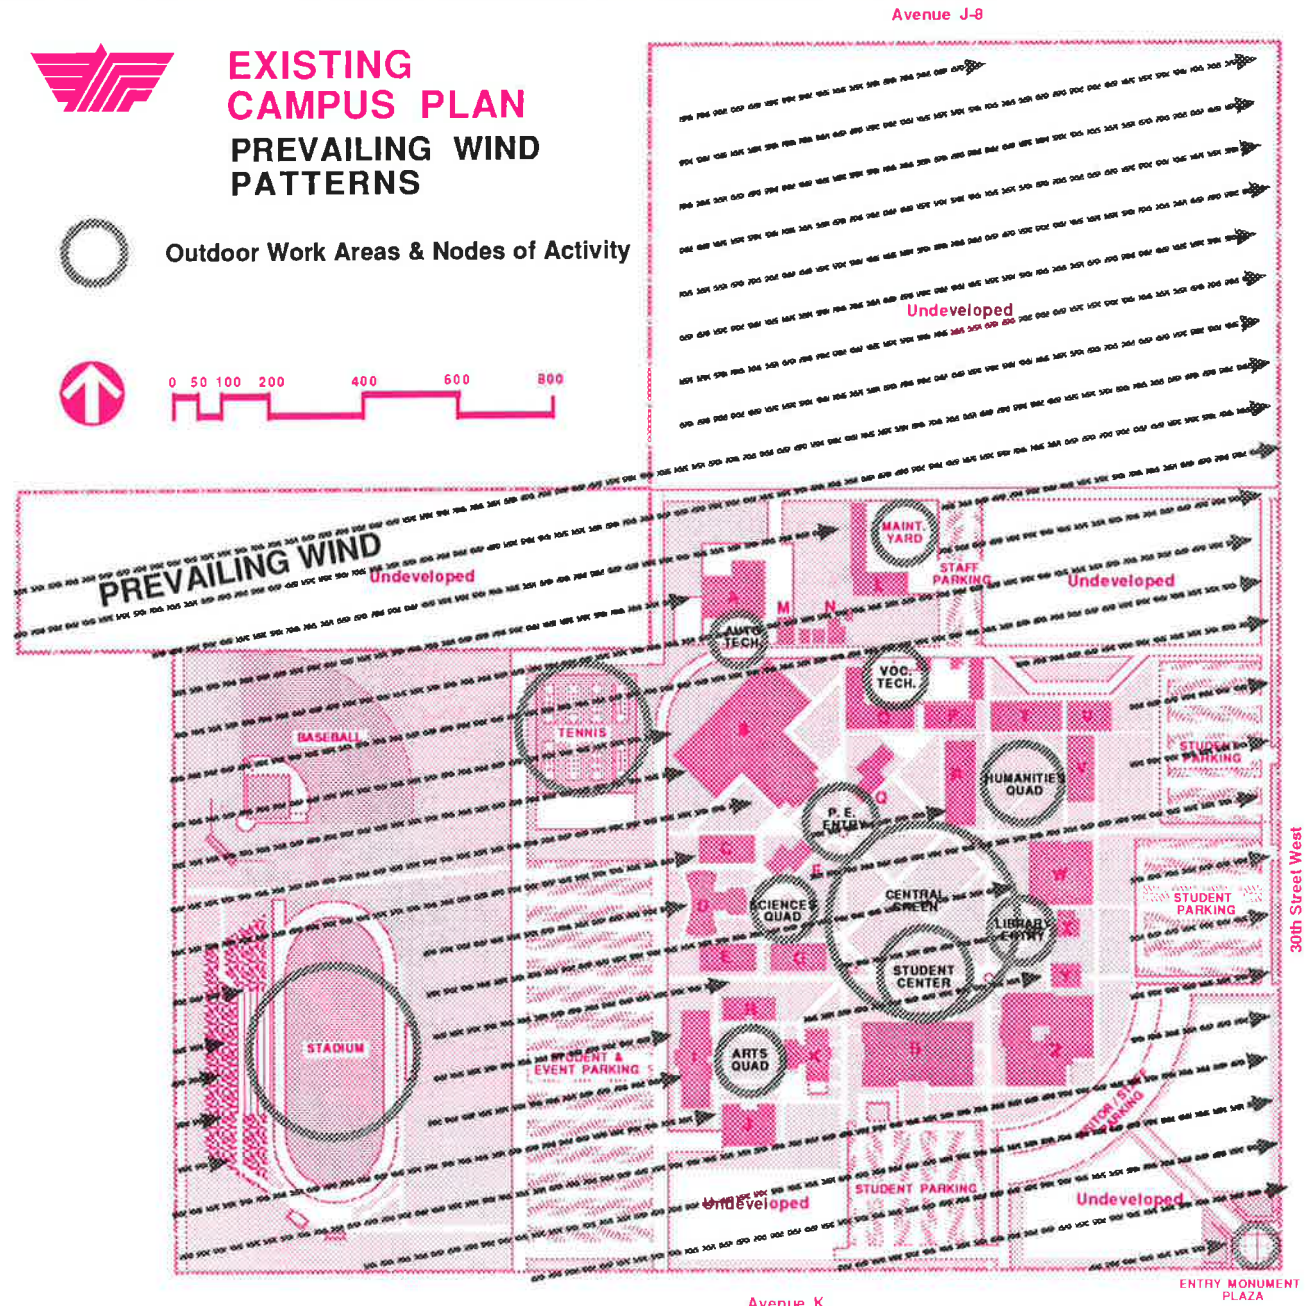 Avenue J-8
EXISTING
CAMPUS PLAN
PREVAILING WIND
PATTERNS
Outdoor Work Areas & Nodes of Activity
0 50 100 200 400 600 800
Undeveloped
PREVAILING WIND
Undeveloped
MAINT.
YARD
STAFF
PARKING
Undeveloped
A
L
M N
AUTO
TECH.
VOC.
TECH.
BASEBALL
TENNIS
B
P
T
U
STUDENT
PARKING
HUMANITIES
QUAD
R
V
Q
P. E.
ENTRY
C
F
W
CENTRAL
GREEN
SCIENCES
QUAD
D
LIBRARY
ENTRY
X
STUDENT
PARKING
30th Street West
E
G
STUDENT
CENTER
Y
H
STADIUM
STUDENT &
EVENT PARKING
I
ARTS
QUAD
K
Z
J
STUDENT PARKING
Undeveloped
Undeveloped
ENTRY MONUMENT
PLAZA
Avenue K